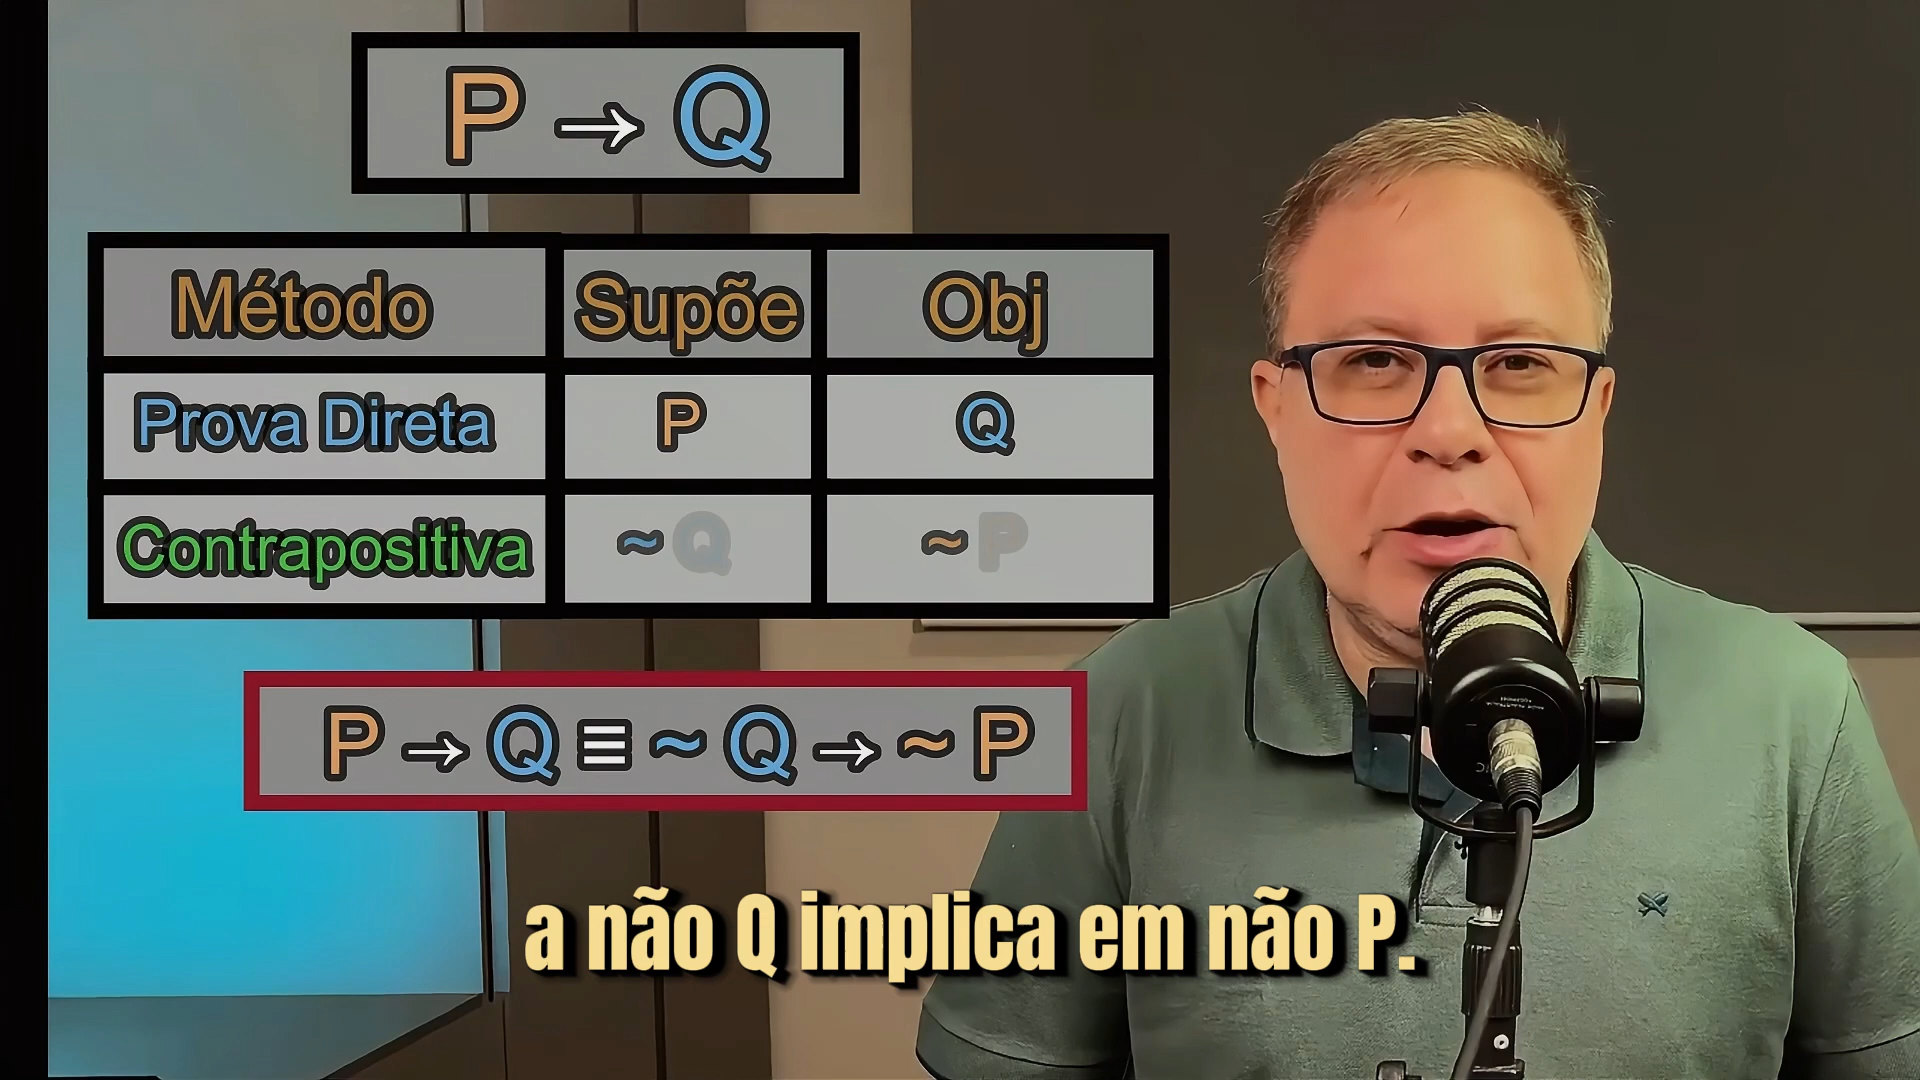 P → Q
Método Supõe Obj
Prova Direta P Q
Contrapositiva ~Q ~P
P → Q ≡ ~Q → ~P
a não Q implica em não P.